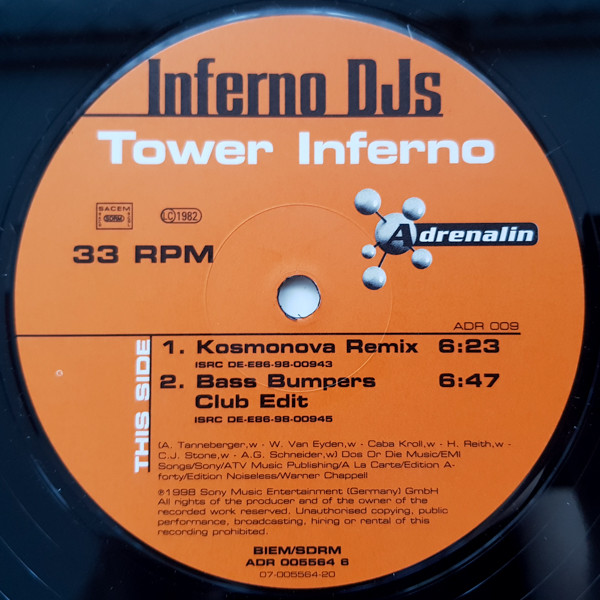 Inferno DJs
Tower Inferno
SACEM
SDRM
LC 1982
33 RPM
Adrenalin
ADR 009
THIS SIDE
1. Kosmonova Remix 6:23
ISRC DE-E86-98-00943
2. Bass Bumpers 6:47
Club Edit
ISRC DE-E86-98-00945
(A. Tanneberger,w - W. Van Eyden,w - Caba Kroll,w - H. Reith,w -
C.J. Stone,w - A.G. Schneider,w) Dos Or Die Music/EMI
Songs/Sony/ATV Music Publishing/A La Carte/Edition A-
forty/Edition Noiseless/Warner Chappell
℗1998 Sony Music Entertainment (Germany) GmbH
All rights of the producer and of the owner of the
recorded work reserved. Unauthorised copying, public
performance, broadcasting, hiring or rental of this
recording prohibited.
BIEM/SDRM
ADR 005564 6
07-005564-20